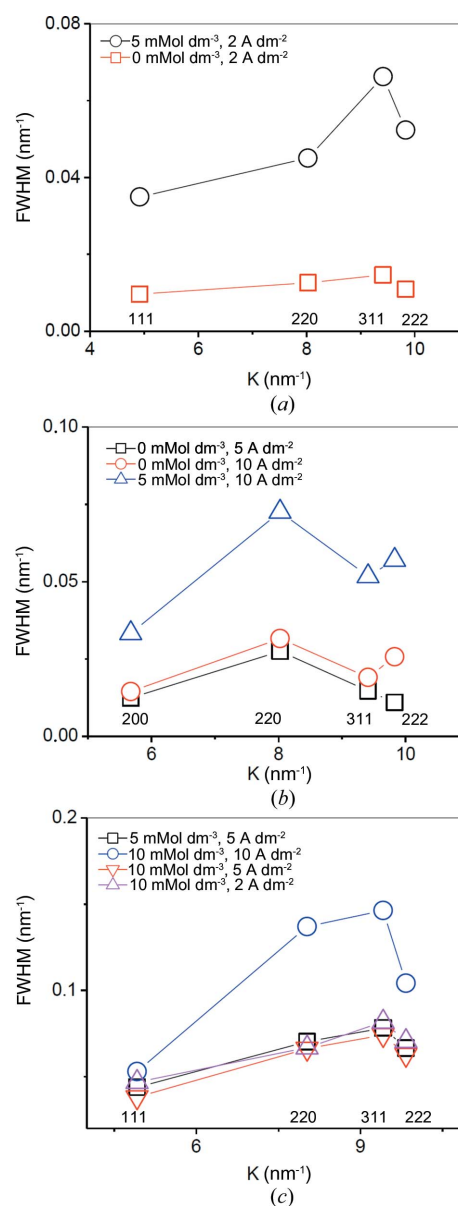 0.08
5 mMol dm⁻³, 2 A dm⁻²
0 mMol dm⁻³, 2 A dm⁻²
FWHM (nm⁻¹)
0.04
0.00
111 220 311 222
4 6 8 10
K (nm⁻¹)
(a)
0.10
0 mMol dm⁻³, 5 A dm⁻²
0 mMol dm⁻³, 10 A dm⁻²
5 mMol dm⁻³, 10 A dm⁻²
FWHM (nm⁻¹)
0.05
0.00
200 220 311 222
6 8 10
K (nm⁻¹)
(b)
0.2
5 mMol dm⁻³, 5 A dm⁻²
10 mMol dm⁻³, 10 A dm⁻²
10 mMol dm⁻³, 5 A dm⁻²
10 mMol dm⁻³, 2 A dm⁻²
FWHM (nm⁻¹)
0.1
111 220 311 222
6 9
K (nm⁻¹)
(c)